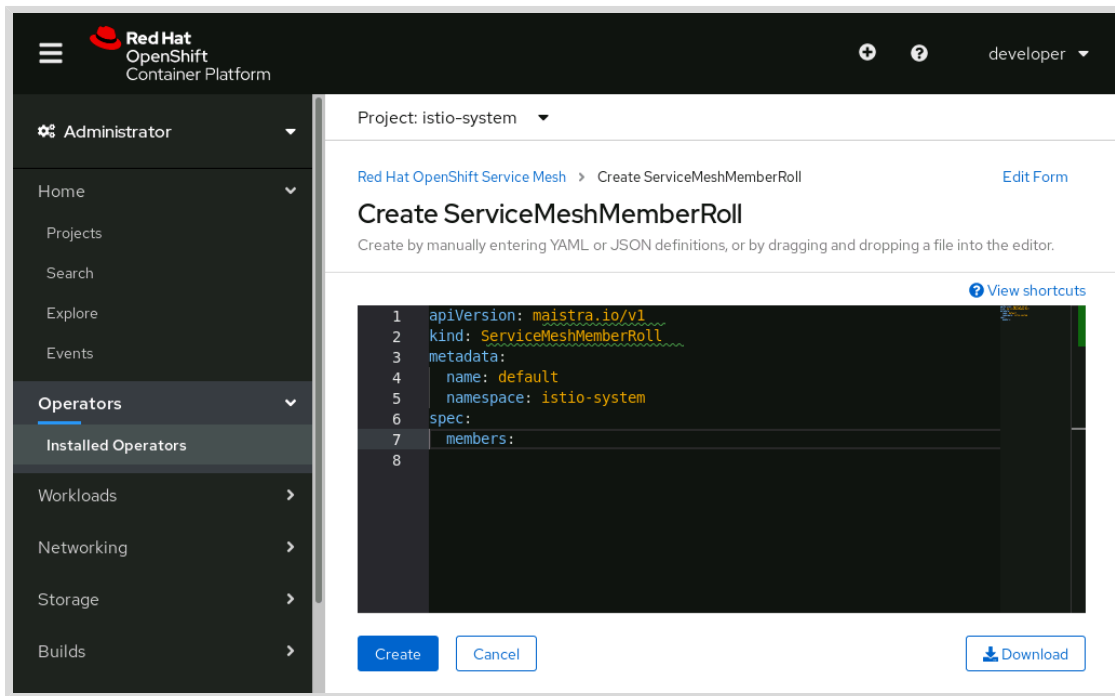 Red Hat
OpenShift
Container Platform
developer
Administrator
Project: istio-system
Home
Projects
Search
Explore
Events
Operators
Installed Operators
Workloads
Networking
Storage
Builds
Red Hat OpenShift Service Mesh > Create ServiceMeshMemberRoll
Edit Form
Create ServiceMeshMemberRoll
Create by manually entering YAML or JSON definitions, or by dragging and dropping a file into the editor.
View shortcuts
1 apiVersion: maistra.io/v1
2 kind: ServiceMeshMemberRoll
3 metadata:
4   name: default
5   namespace: istio-system
6 spec:
7   members:
8
Create
Cancel
Download